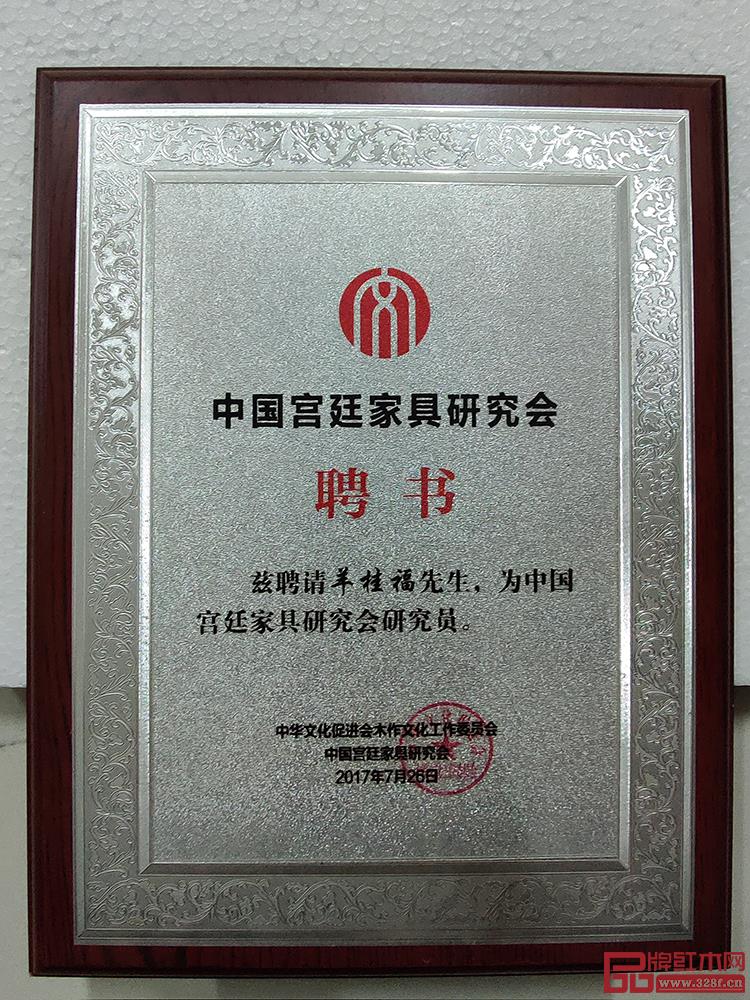 中国宫廷家具研究会
聘书
兹聘请羊桂福先生，为中国
宫廷家具研究会研究员。
中华文化促进会木作文化工作委员会
中国宫廷家具研究会
2017年7月26日
品牌红木网
www.328f.cn